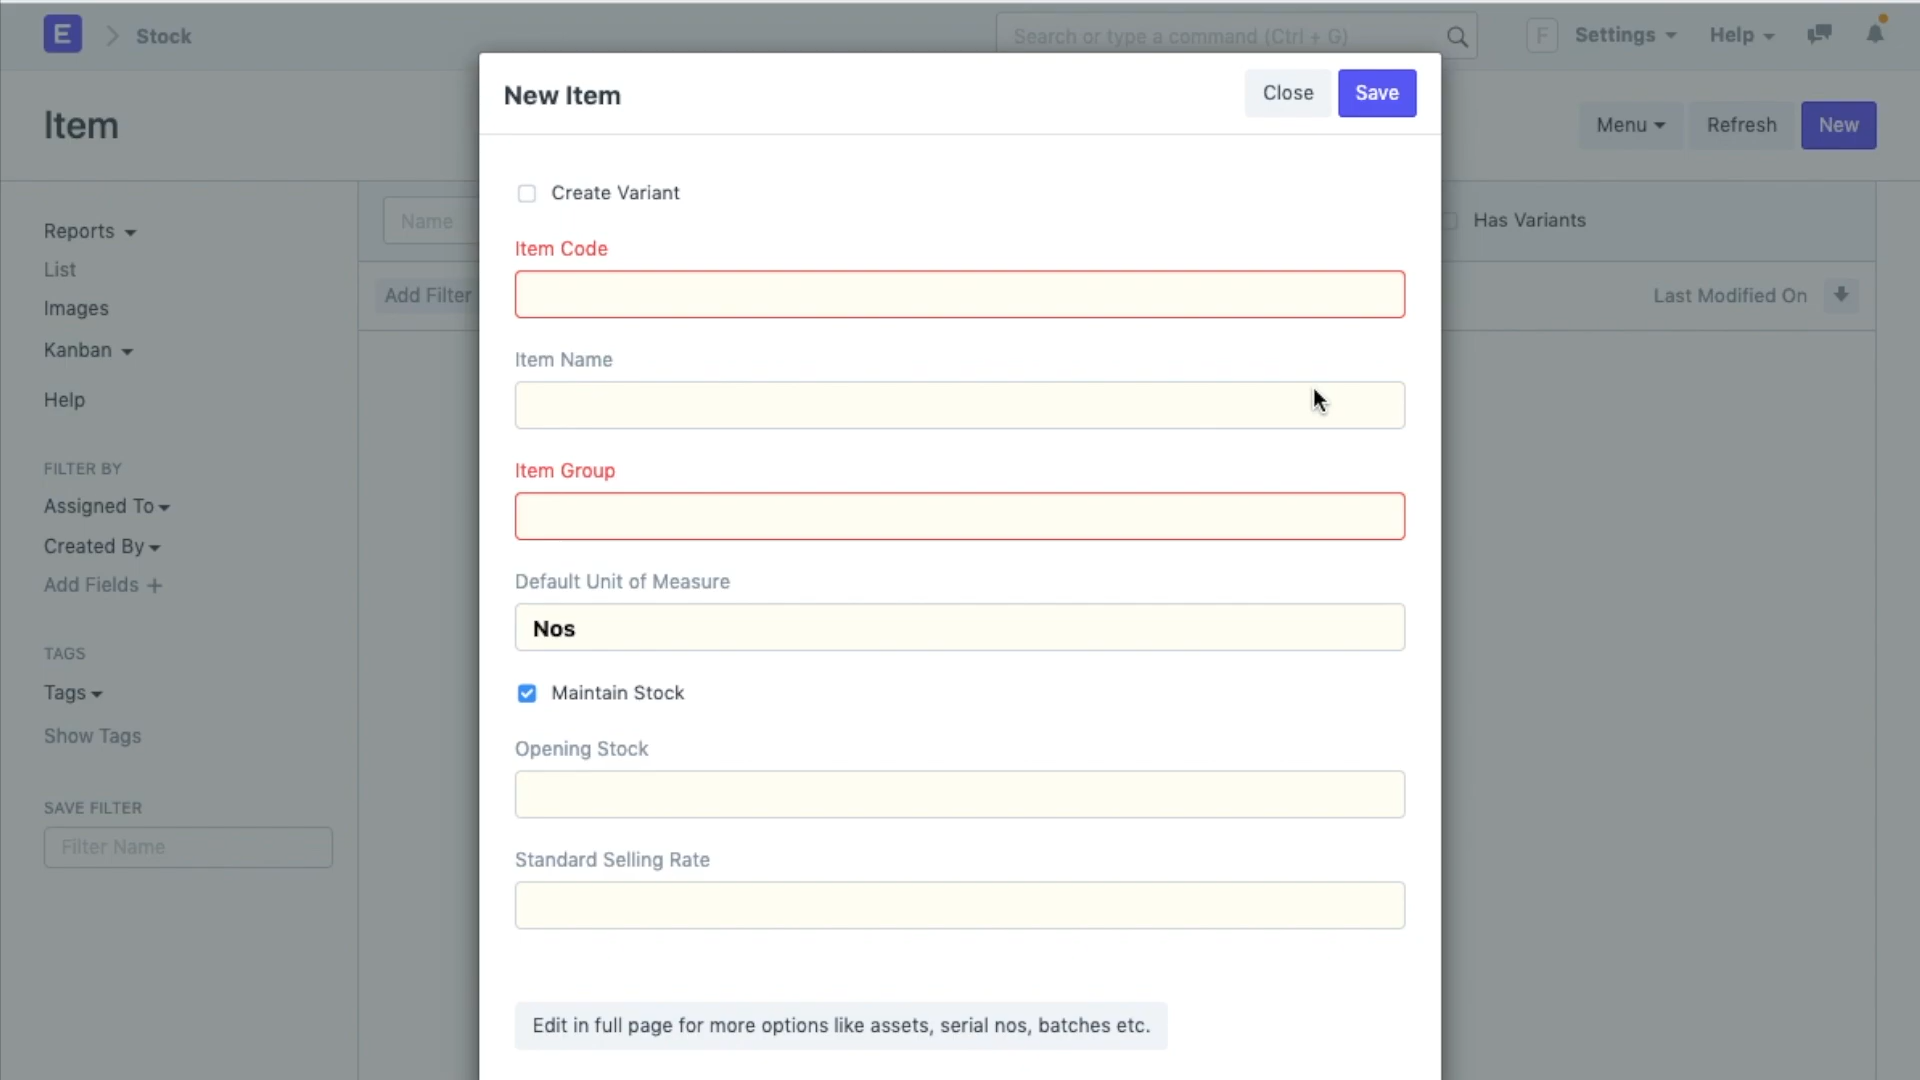 E
Stock
Search or type a command (Ctrl + G)
F
Settings
Help
Item
New Item
Close
Save
Menu
Refresh
New
Reports
List
Images
Kanban
Help
FILTER BY
Assigned To
Created By
Add Fields +
TAGS
Tags
Show Tags
SAVE FILTER
Filter Name
Name
Has Variants
Add Filter
Last Modified On
Create Variant
Item Code
Item Name
Item Group
Default Unit of Measure
Nos
Maintain Stock
Opening Stock
Standard Selling Rate
Edit in full page for more options like assets, serial nos, batches etc.